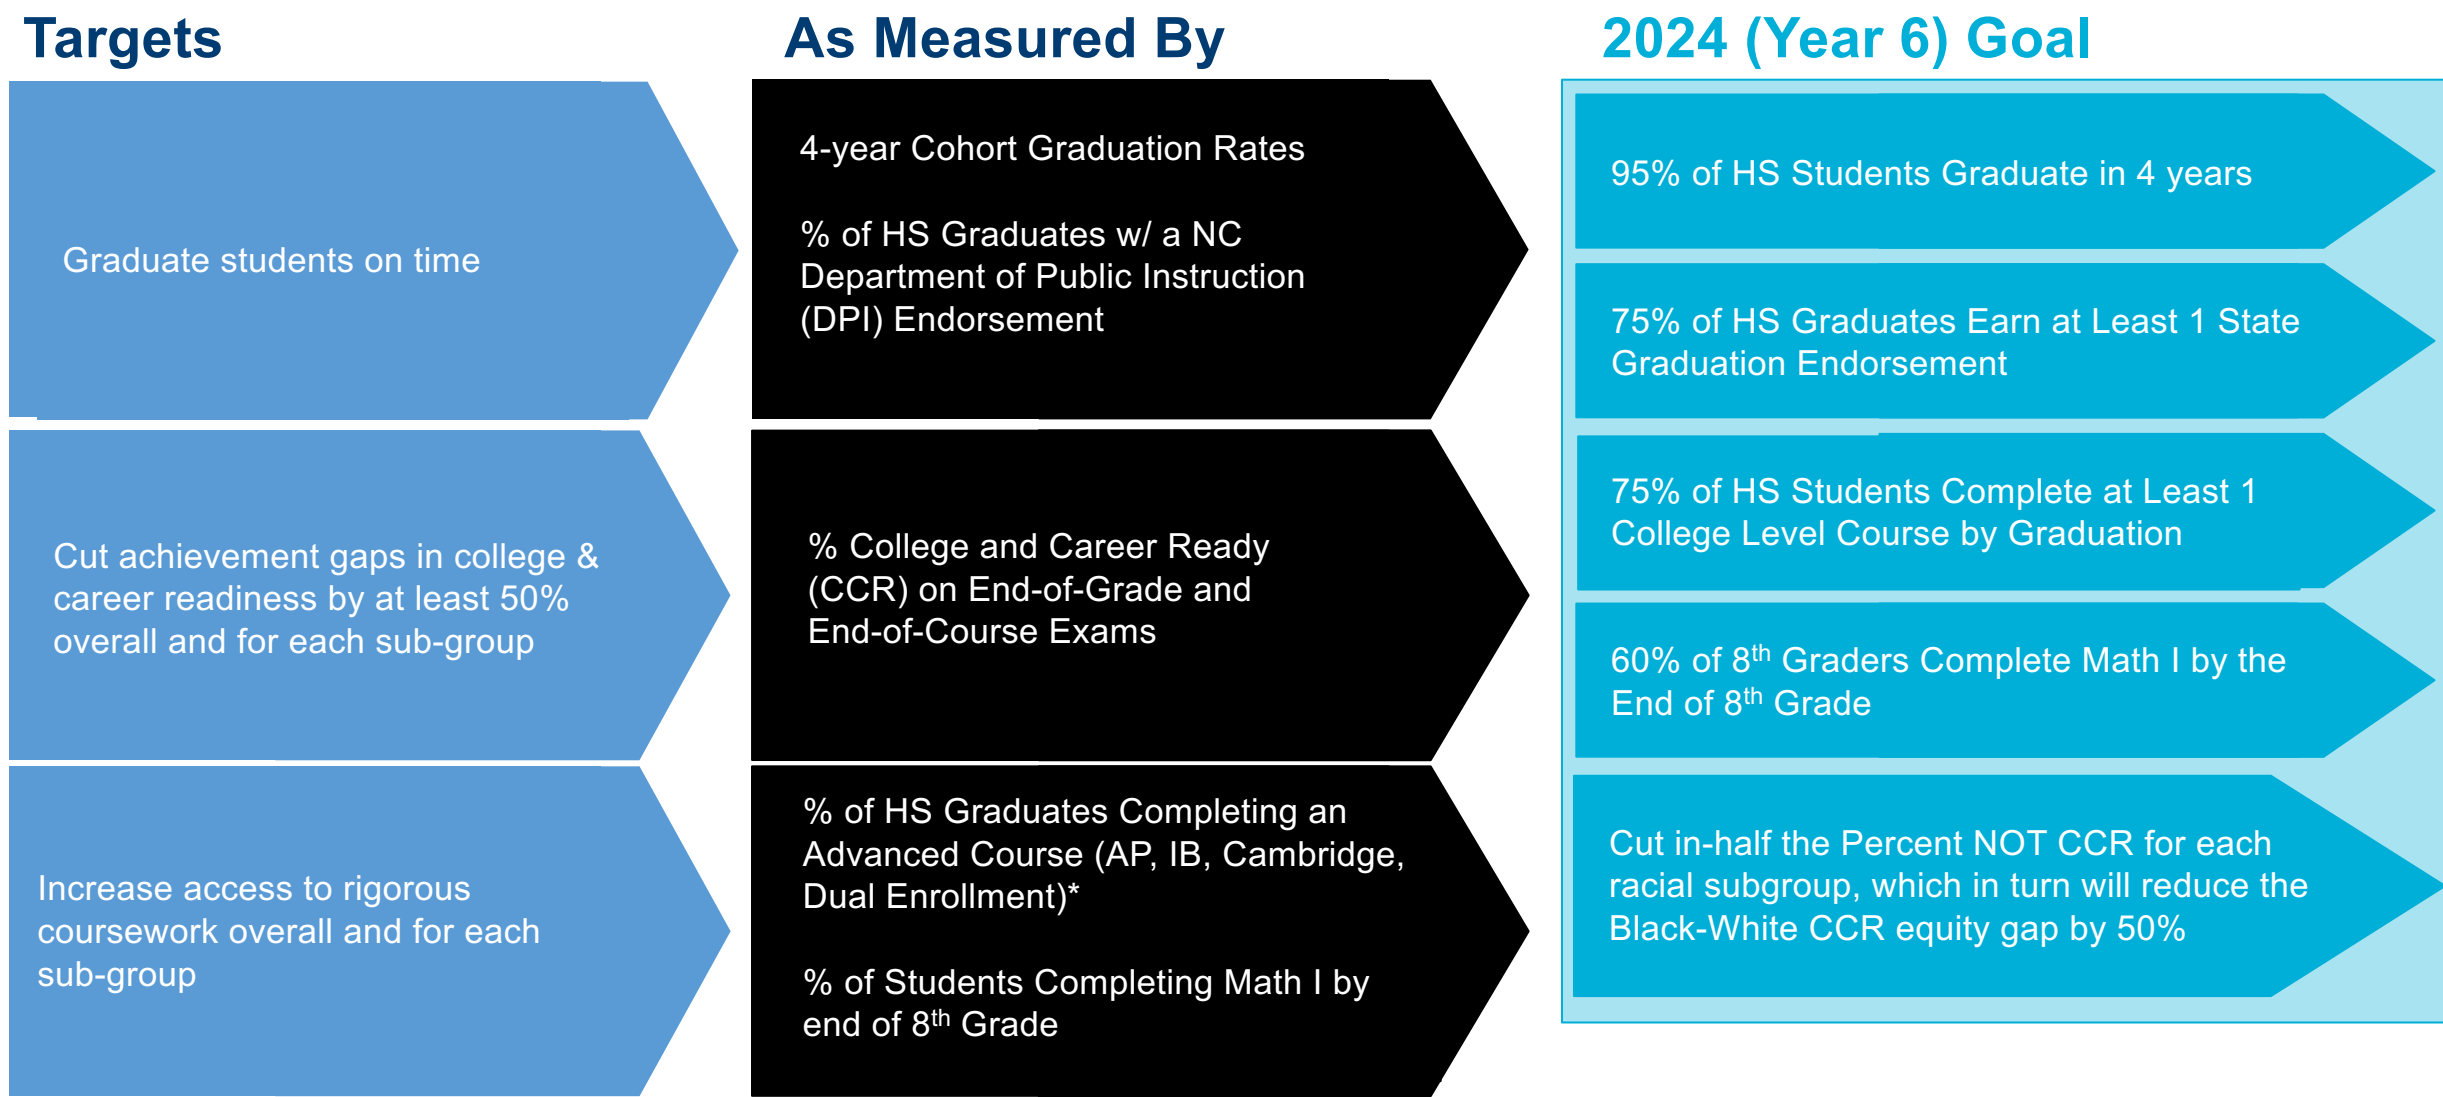 Targets
Graduate students on time
Cut achievement gaps in college &
career readiness by at least 50%
overall and for each sub-group
Increase access to rigorous
coursework overall and for each
sub-group
As Measured By
4-year Cohort Graduation Rates
% of HS Graduates w/ a NC
Department of Public Instruction
(DPI) Endorsement
% College and Career Ready
(CCR) on End-of-Grade and
End-of-Course Exams
% of HS Graduates Completing an
Advanced Course (AP, IB, Cambridge,
Dual Enrollment)*
% of Students Completing Math I by
end of 8th Grade
2024 (Year 6) Goal
95% of HS Students Graduate in 4 years
75% of HS Graduates Earn at Least 1 State
Graduation Endorsement
75% of HS Students Complete at Least 1
College Level Course by Graduation
60% of 8th Graders Complete Math I by the
End of 8th Grade
Cut in-half the Percent NOT CCR for each
racial subgroup, which in turn will reduce the
Black-White CCR equity gap by 50%